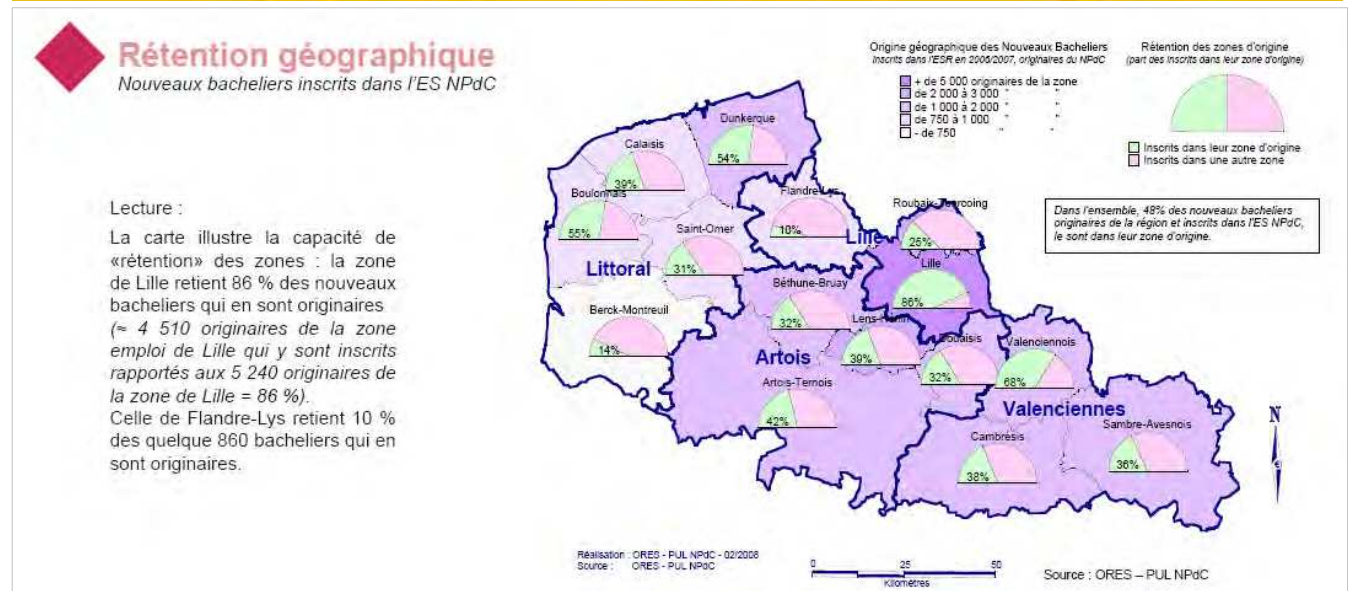 Rétention géographique
Nouveaux bacheliers inscrits dans l'ES NPdC
Lecture :
La carte illustre la capacité de
«rétention» des zones : la zone
de Lille retient 86 % des nouveaux
bacheliers qui en sont originaires
(≈ 4 510 originaires de la zone
emploi de Lille qui y sont inscrits
rapportés aux 5 240 originaires de
la zone de Lille = 86 %).
Celle de Flandre-Lys retient 10 %
des quelque 860 bacheliers qui en
sont originaires.
Origine géographique des Nouveaux Bacheliers
Inscrits dans l'ESR en 2006/2007, originaires du NPdC
+ de 5 000 originaires de la zone
de 2 000 à 3 000 " "
de 1 000 à 2 000 " "
de 750 à 1 000 " "
- de 750 " "
Rétention des zones d'origine
(part des inscrits dans leur zone d'origine)
Inscrits dans leur zone d'origine
Inscrits dans une autre zone
Dans l'ensemble, 48% des nouveaux bacheliers
originaires de la région et inscrits dans l'ES NPdC,
le sont dans leur zone d'origine.
Dunkerque
54%
Calaisis
39%
Boulonnais
55%
Flandre-Lys
10%
Roubaix-Tourcoing
25%
Saint-Omer
31%
Lille
Lille
86%
Littoral
Béthune-Bruay
32%
Berck-Montreuil
14%
Lens-Hénin
39%
Douaisis
32%
Valenciennois
68%
Artois
Artois-Ternois
42%
Valenciennes
Cambrésis
38%
Sambre-Avesnois
36%
N
Réalisation : ORES - PUL NPdC - 02/2008
Source : ORES - PUL NPdC
0 25 50
Kilomètres
Source : ORES – PUL NPdC